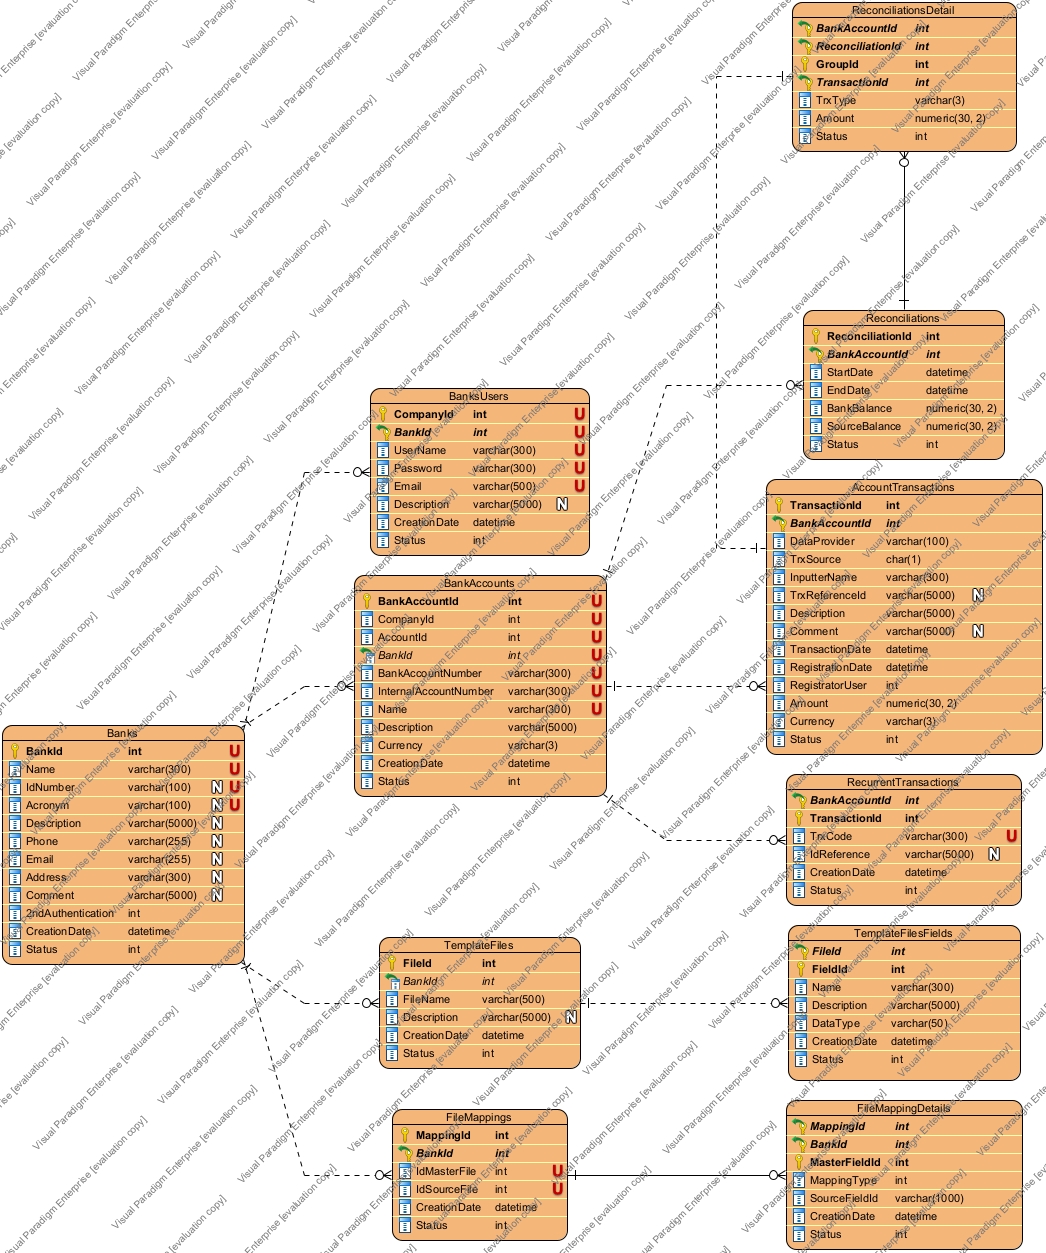 ReconciliationsDetail
BankAccountId int
ReconciliationId int
GroupId int
TransactionId int
TrxType varchar(3)
Amount numeric(30, 2)
Status int
Reconciliations
ReconciliationId int
BankAccountId int
StartDate datetime
EndDate datetime
BankBalance numeric(30, 2)
SourceBalance numeric(30, 2)
Status int
BanksUsers
CompanyId int U
BankId int U
UserName varchar(300) U
Password varchar(300) U
Email varchar(500) U
Description varchar(5000) N
CreationDate datetime
Status int
AccountTransactions
TransactionId int
BankAccountId int
DataProvider varchar(100)
TrxSource char(1)
InputterName varchar(300)
TrxReferenceId varchar(5000) N
Description varchar(5000)
Comment varchar(5000) N
TransactionDate datetime
RegistrationDate datetime
RegistratorUser int
Amount numeric(30, 2)
Currency varchar(3)
Status int
BankAccounts
BankAccountId int U
CompanyId int U
AccountId int U
BankId int U
BankAccountNumber varchar(300) U
InternalAccountNumber varchar(300) U
Name varchar(300) U
Description varchar(5000)
Currency varchar(3)
CreationDate datetime
Status int
Banks
BankId int U
Name varchar(300) U
IdNumber varchar(100) N U
Acronym varchar(100) N U
Description varchar(5000) N
Phone varchar(255) N
Email varchar(255) N
Address varchar(300) N
Comment varchar(5000) N
2ndAuthentication int
CreationDate datetime
Status int
RecurrentTransactions
BankAccountId int
TransactionId int
TrxCode varchar(300) U
IdReference varchar(5000) N
CreationDate datetime
Status int
TemplateFiles
FileId int
BankId int
FileName varchar(500)
Description varchar(5000) N
CreationDate datetime
Status int
TemplateFilesFields
FileId int
FieldId int
Name varchar(300)
Description varchar(5000)
DataType varchar(50)
CreationDate datetime
Status int
FileMappings
MappingId int
BankId int
IdMasterFile int U
IdSourceFile int U
CreationDate datetime
Status int
FileMappingDetails
MappingId int
BankId int
MasterFieldId int
MappingType int
SourceFieldId varchar(1000)
CreationDate datetime
Status int
Visual Paradigm Enterprise [evaluation copy]